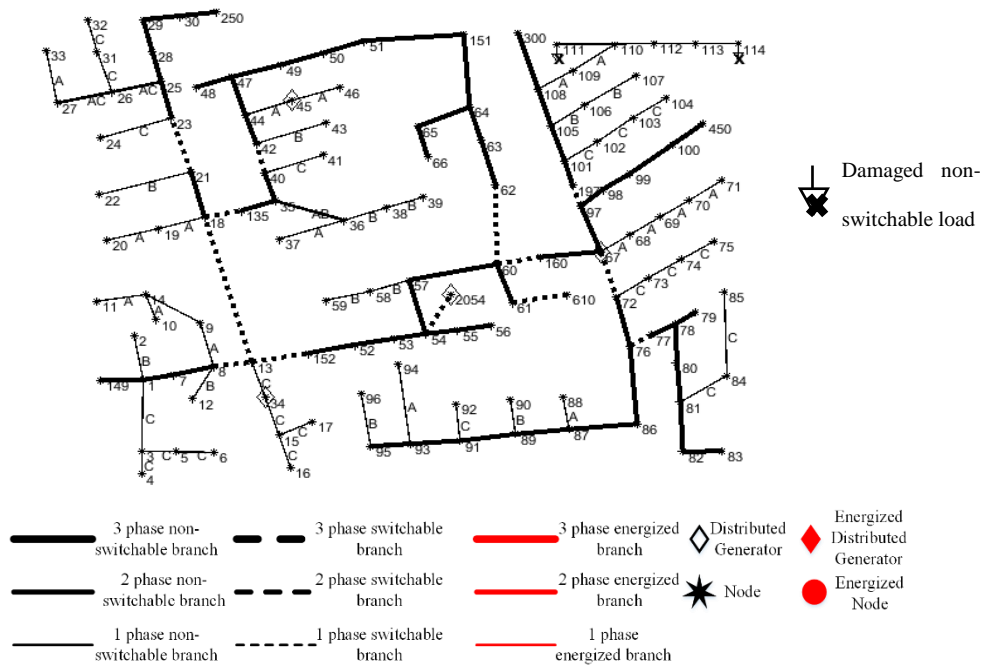 32
29
30
250
C
33
31
28
51
151
300
111
110
112
113
114
A
C
25
47
49
50
A
109
107
27
AC
26
AC
48
A
45
A
46
108
B
106
104
23
44
64
C
103
24
C
42
B
43
65
63
105
B
C
102
450
21
40
C
41
66
101
C
100
22
B
62
197
98
99
71
18
135
35
AB
36
B
38
B
39
97
A
70
20
A
19
A
37
A
60
160
67
A
68
A
69
75
57
C
74
11
A
14
59
B
58
B
2054
61
610
72
C
73
85
A
10
9
79
2
56
78
B
A
152
52
53
54
55
76
77
C
149
1
7
8
13
80
84
B
C
94
81
C
12
34
96
A
92
90
88
C
C
17
B
C
B
A
86
3
C
5
C
6
15
C
95
93
91
89
87
82
83
4
C
16
Damaged non-
switchable load
3 phase non-
switchable branch
3 phase switchable
branch
3 phase energized
branch
Distributed
Generator
Energized
Distributed
Generator
2 phase non-
switchable branch
2 phase switchable
branch
2 phase energized
branch
Node
Energized
Node
1 phase non-
switchable branch
1 phase switchable
branch
1 phase
energized branch